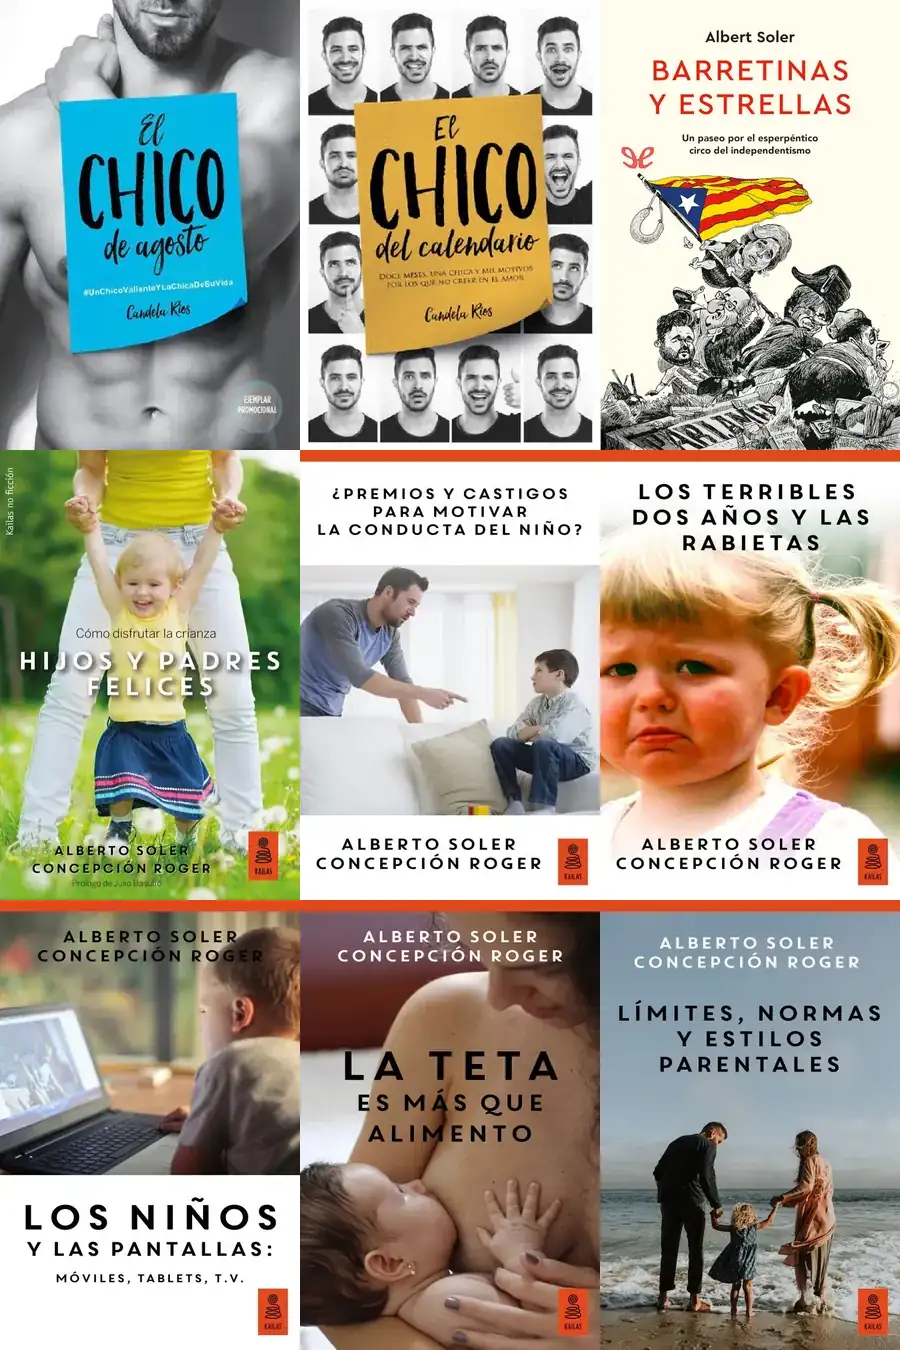 El
CHICO
de agosto
#UnChicoValienteYLaChicaDeSuVida
Candela Ríos
EJEMPLAR
PROMOCIONAL
El
CHICO
del calendario
DOCE MESES, UNA CHICA Y MIL MOTIVOS
POR LOS QUE NO CREER EN EL AMOR
Candela Ríos
Albert Soler
BARRETINAS
Y ESTRELLAS
Un paseo por el esperpéntico
circo del independentismo
Kailas no ficción
Cómo disfrutar la crianza
HIJOS Y PADRES
FELICES
ALBERTO SOLER
CONCEPCIÓN ROGER
Prólogo de Julio Basulto
KAILAS
¿PREMIOS Y CASTIGOS
PARA MOTIVAR
LA CONDUCTA DEL NIÑO?
ALBERTO SOLER
CONCEPCIÓN ROGER
KAILAS
LOS TERRIBLES
DOS AÑOS Y LAS
RABIETAS
ALBERTO SOLER
CONCEPCIÓN ROGER
KAILAS
ALBERTO SOLER
CONCEPCIÓN ROGER
LOS NIÑOS
Y LAS PANTALLAS:
MÓVILES, TABLETS, T.V.
KAILAS
ALBERTO SOLER
CONCEPCIÓN ROGER
LA TETA
ES MÁS QUE
ALIMENTO
KAILAS
ALBERTO SOLER
CONCEPCIÓN ROGER
LÍMITES, NORMAS
Y ESTILOS
PARENTALES
KAILAS